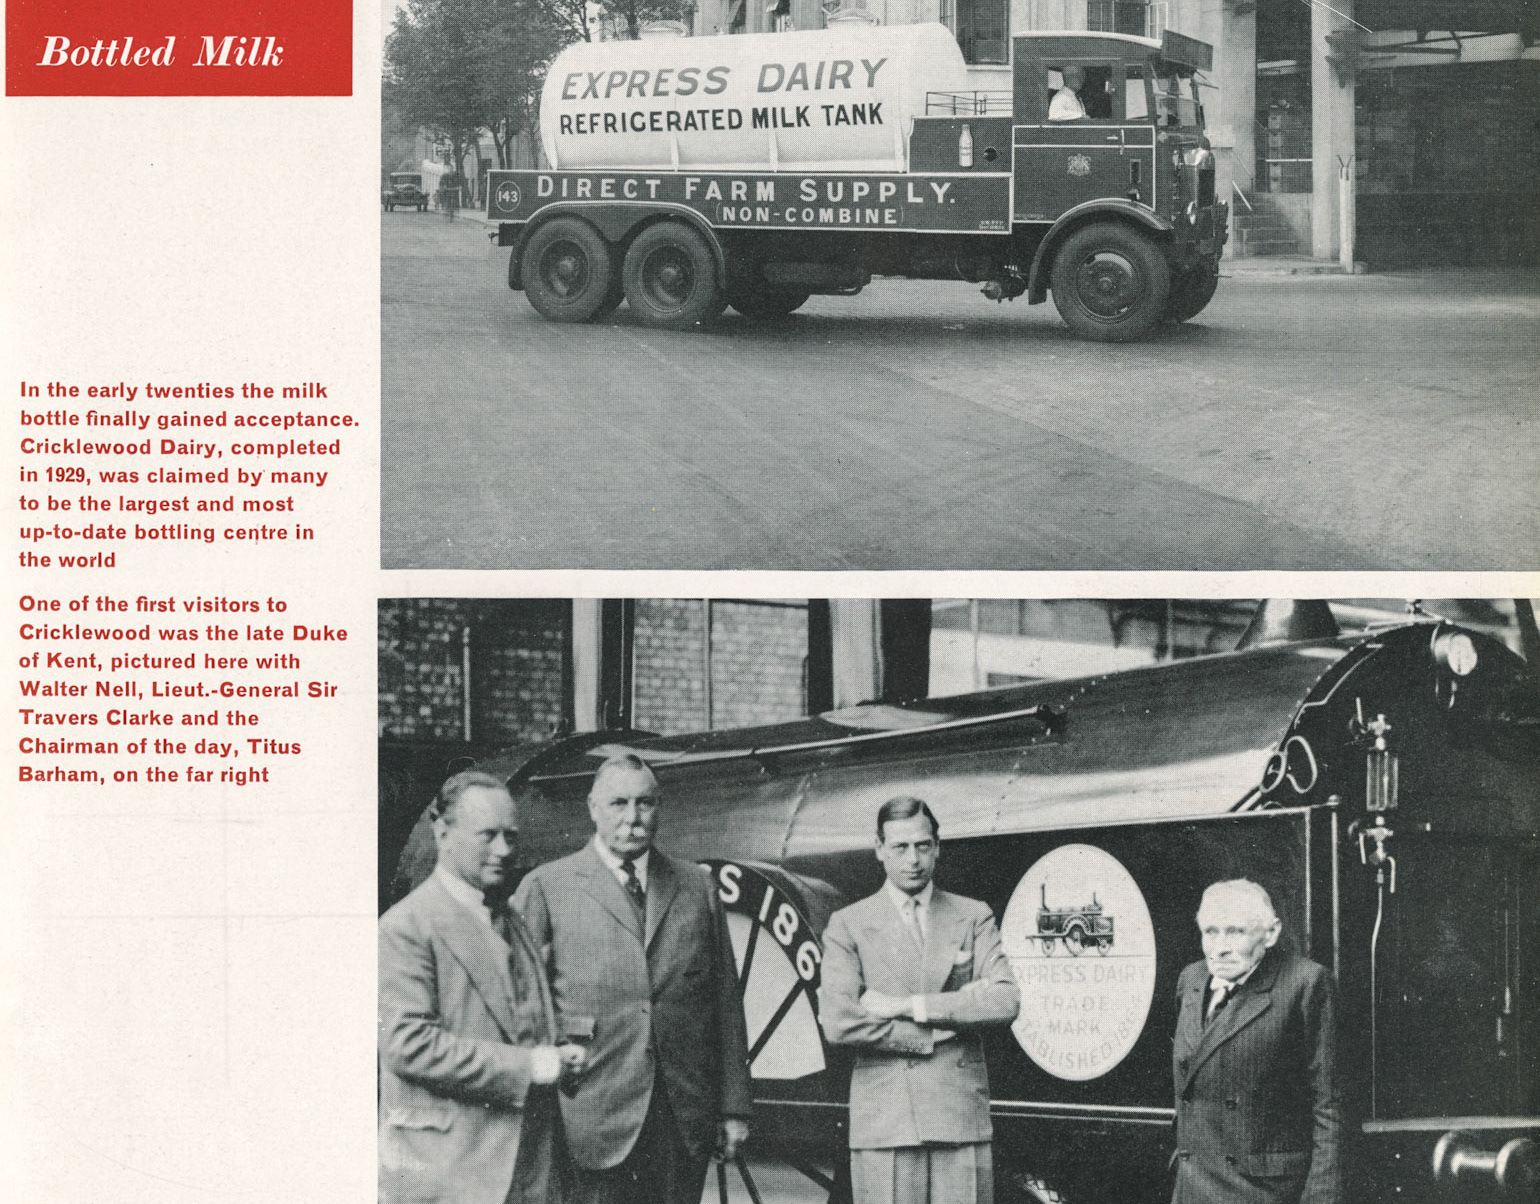 Bottled Milk
EXPRESS DAIRY
REFRIGERATED MILK TANK
143
DIRECT FARM SUPPLY.
(NON-COMBINE)
In the early twenties the milk
bottle finally gained acceptance.
Cricklewood Dairy, completed
in 1929, was claimed by many
to be the largest and most
up-to-date bottling centre in
the world
One of the first visitors to
Cricklewood was the late Duke
of Kent, pictured here with
Walter Nell, Lieut.-General Sir
Travers Clarke and the
Chairman of the day, Titus
Barham, on the far right
S 186
EXPRESS DAIRY
TRADE
MARK
TABLISHED 186